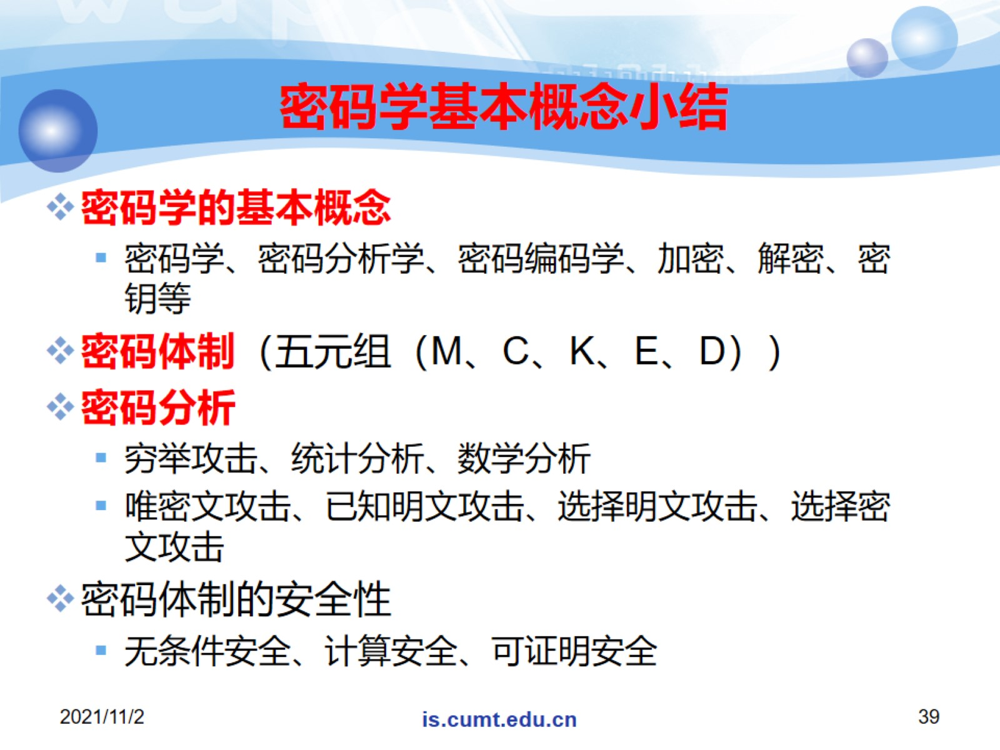 密码学基本概念小结
密码学的基本概念
密码学、密码分析学、密码编码学、加密、解密、密
钥等
密码体制（五元组（M、C、K、E、D））
密码分析
穷举攻击、统计分析、数学分析
唯密文攻击、已知明文攻击、选择明文攻击、选择密
文攻击
密码体制的安全性
无条件安全、计算安全、可证明安全
2021/11/2
is.cumt.edu.cn
39